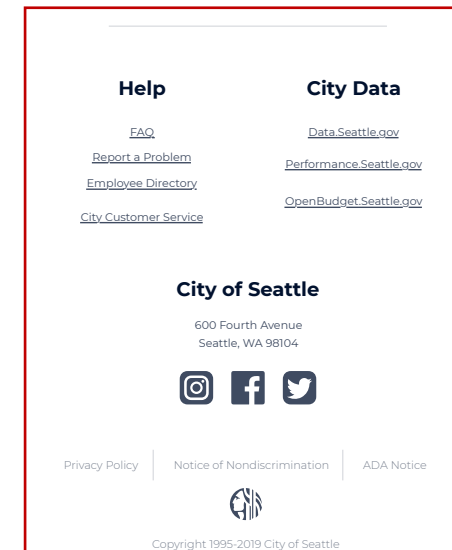 Help
FAQ
Report a Problem
Employee Directory
City Customer Service
City Data
Data.Seattle.gov
Performance.Seattle.gov
OpenBudget.Seattle.gov
City of Seattle
600 Fourth Avenue
Seattle, WA 98104
Privacy Policy
Notice of Nondiscrimination
ADA Notice
Copyright 1995-2019 City of Seattle